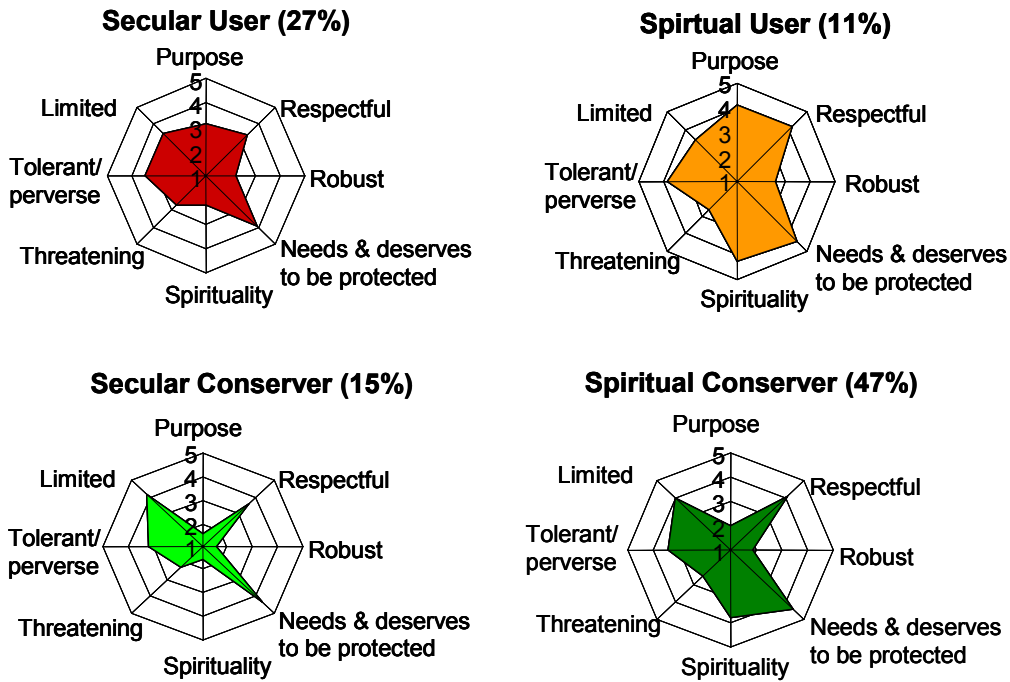 Secular User (27%)
Purpose
5
4
3
2
1
Respectful
Robust
Needs & deserves
to be protected
Spirituality
Threatening
Tolerant/
perverse
Limited
Spirtual User (11%)
Purpose
5
4
3
2
1
Respectful
Robust
Needs & deserves
to be protected
Spirituality
Threatening
Tolerant/
perverse
Limited
Secular Conserver (15%)
Purpose
5
4
3
2
1
Respectful
Robust
Needs & deserves
to be protected
Spirituality
Threatening
Tolerant/
perverse
Limited
Spiritual Conserver (47%)
Purpose
5
4
3
2
1
Respectful
Robust
Needs & deserves
to be protected
Spirituality
Threatening
Tolerant/
perverse
Limited